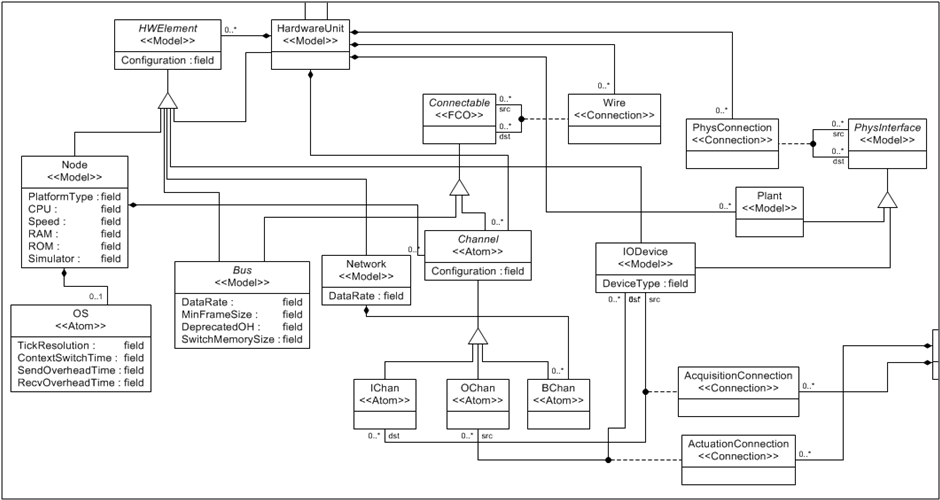 HWElement
<<Model>>
Configuration : field
0..*
HardwareUnit
<<Model>>
Connectable
<<FCO>>
0..*
src
0..*
dst
0..*
Wire
<<Connection>>
0..*
PhysConnection
<<Connection>>
0..*
src
0..*
dst
PhysInterface
<<Model>>
Node
<<Model>>
PlatformType : field
CPU : field
Speed : field
RAM : field
ROM : field
Simulator : field
0..*
Plant
<<Model>>
0..*
0..*
Channel
<<Atom>>
Configuration : field
IODevice
<<Model>>
DeviceType : field
0..*
src
Bus
<<Model>>
DataRate : field
MinFrameSize : field
DeprecatedOH : field
SwitchMemorySize : field
Network
<<Model>>
DataRate : field
0..1
OS
<<Atom>>
TickResolution : field
ContextSwitchTime : field
SendOverheadTime : field
RecvOverheadTime : field
IChan
<<Atom>>
0..*
dst
OChan
<<Atom>>
0..*
src
0..*
BChan
<<Atom>>
AcquisitionConnection
<<Connection>>
0..*
ActuationConnection
<<Connection>>
0..*